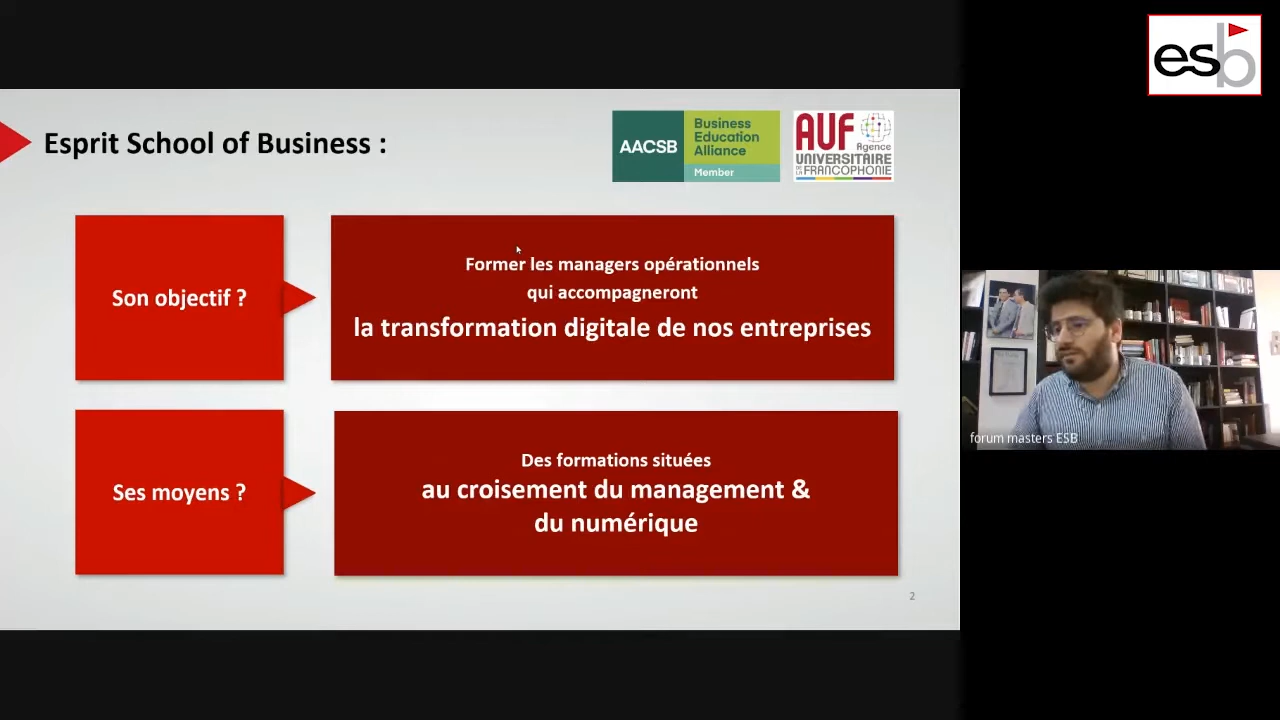 esb
Esprit School of Business :
AACSB
Business
Education
Alliance
Member
AUF
Agence
UNIVERSITAIRE
DE LA FRANCOPHONIE
Son objectif ?
Former les managers opérationnels
qui accompagneront
la transformation digitale de nos entreprises
Ses moyens ?
Des formations situées
au croisement du management &
du numérique
2
forum masters ESB